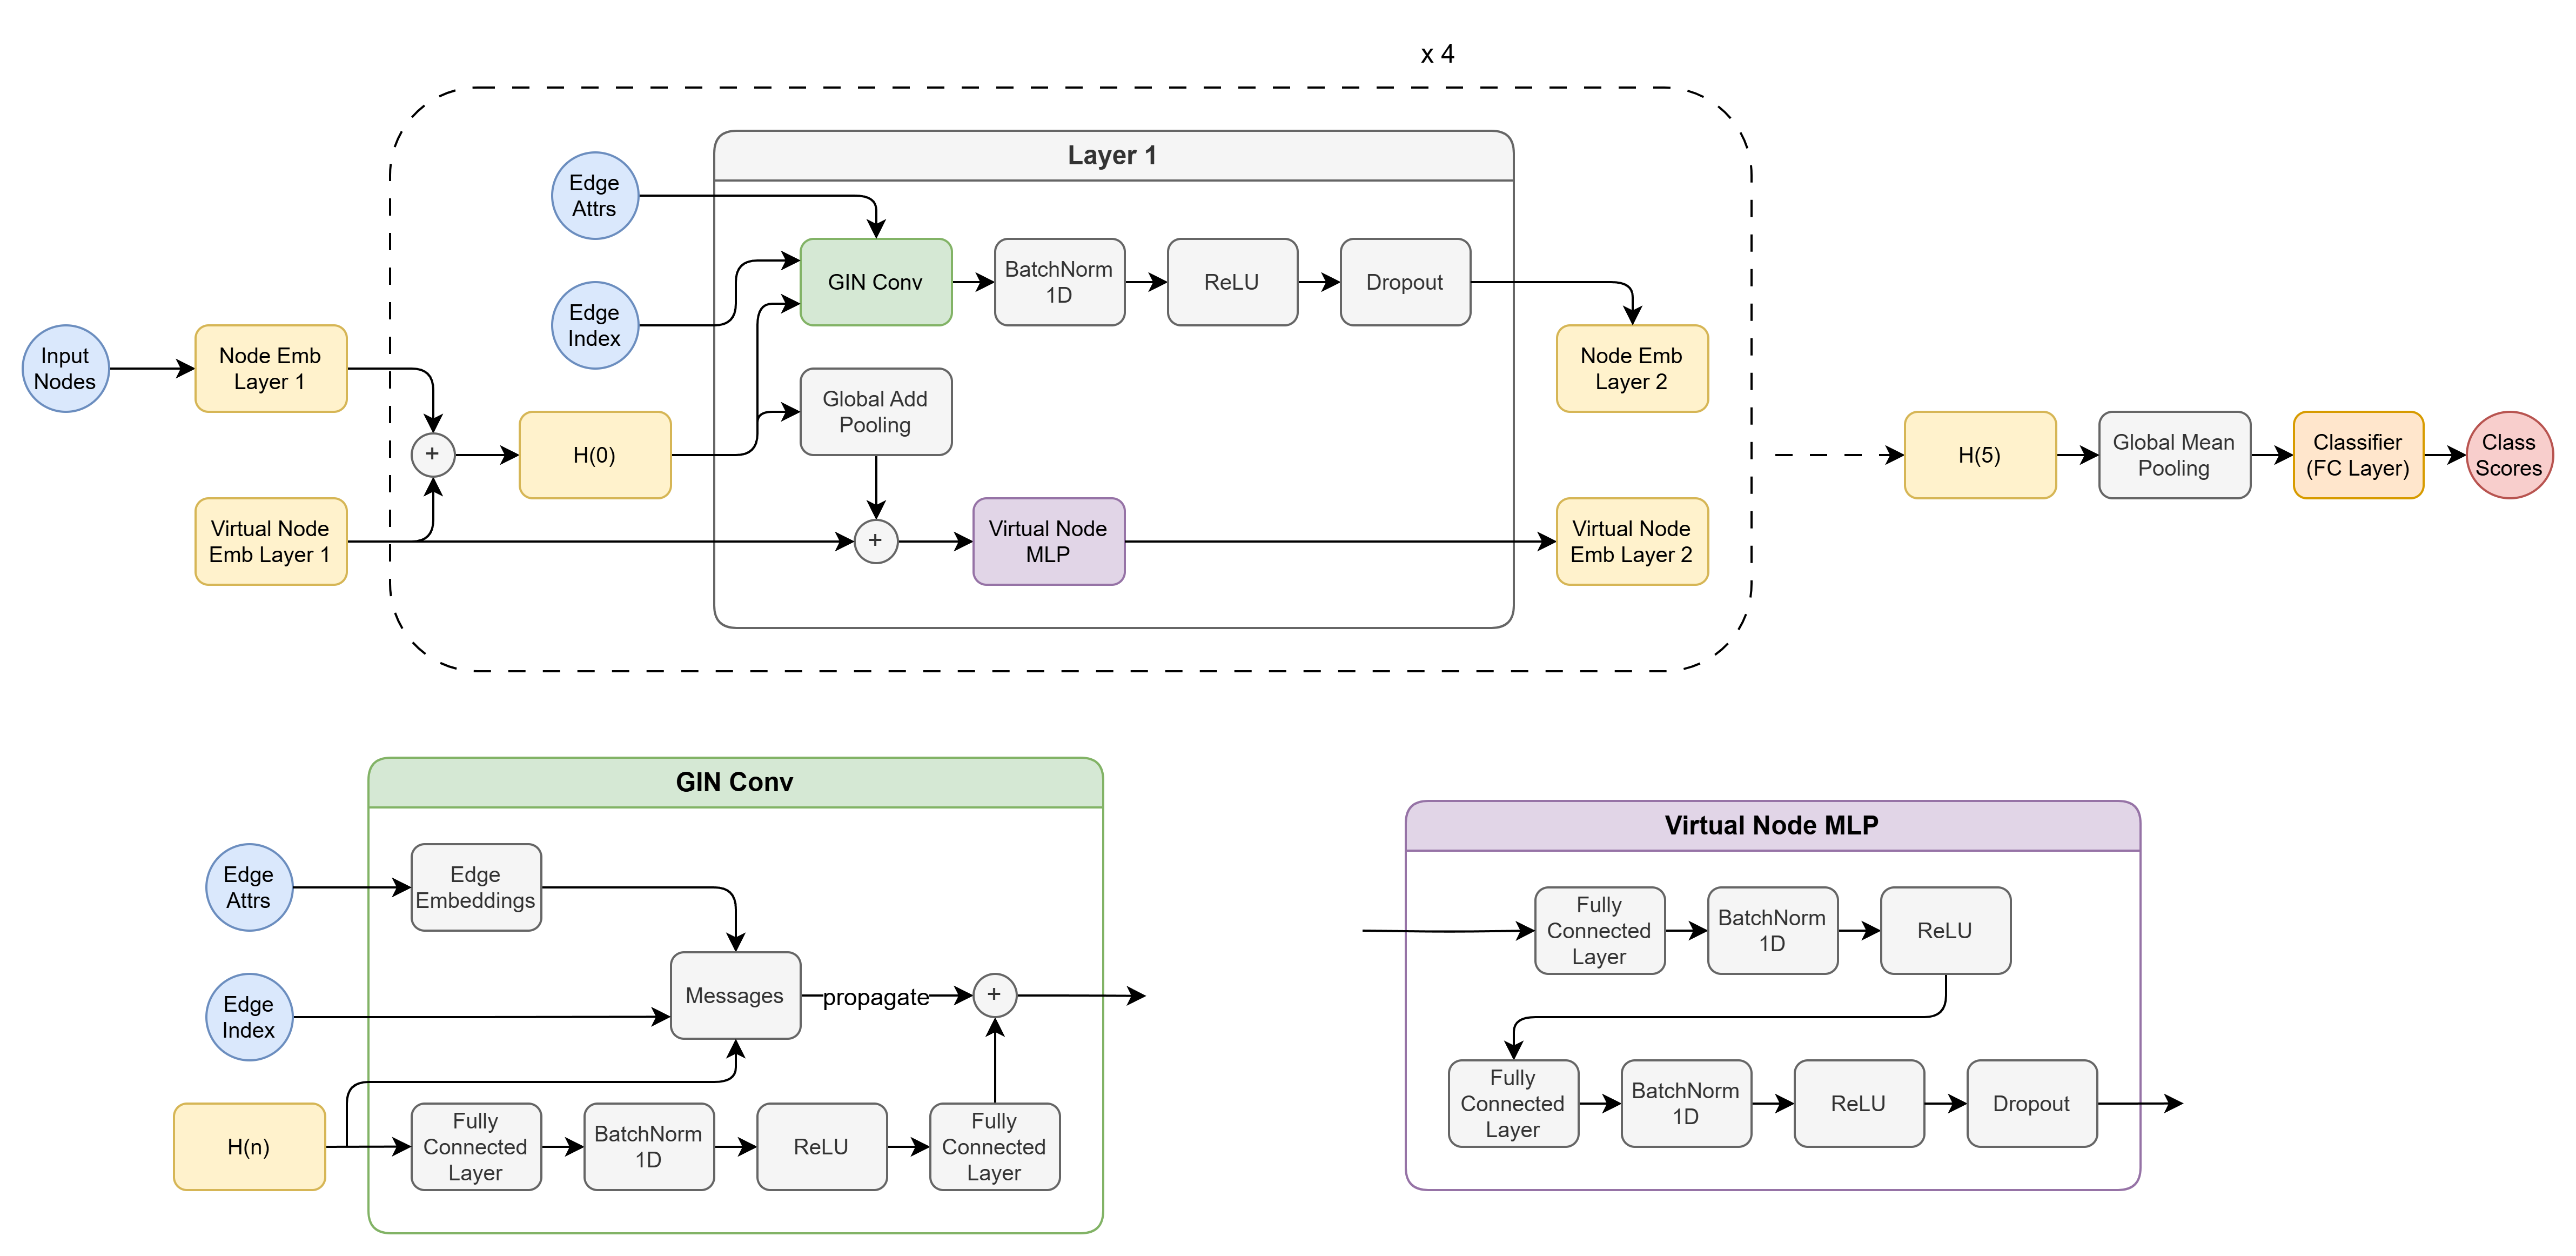 x 4
Layer 1
Edge
Attrs
GIN Conv
BatchNorm
1D
ReLU
Dropout
Edge
Index
Input
Nodes
Node Emb
Layer 1
Node Emb
Layer 2
Global Add
Pooling
+
H(0)
H(5)
Global Mean
Pooling
Classifier
(FC Layer)
Class
Scores
Virtual Node
Emb Layer 1
+
Virtual Node
MLP
Virtual Node
Emb Layer 2
GIN Conv
Edge
Attrs
Edge
Embeddings
Edge
Index
Messages
propagate
+
H(n)
Fully
Connected
Layer
BatchNorm
1D
ReLU
Fully
Connected
Layer
Virtual Node MLP
Fully
Connected
Layer
BatchNorm
1D
ReLU
Fully
Connected
Layer
BatchNorm
1D
ReLU
Dropout